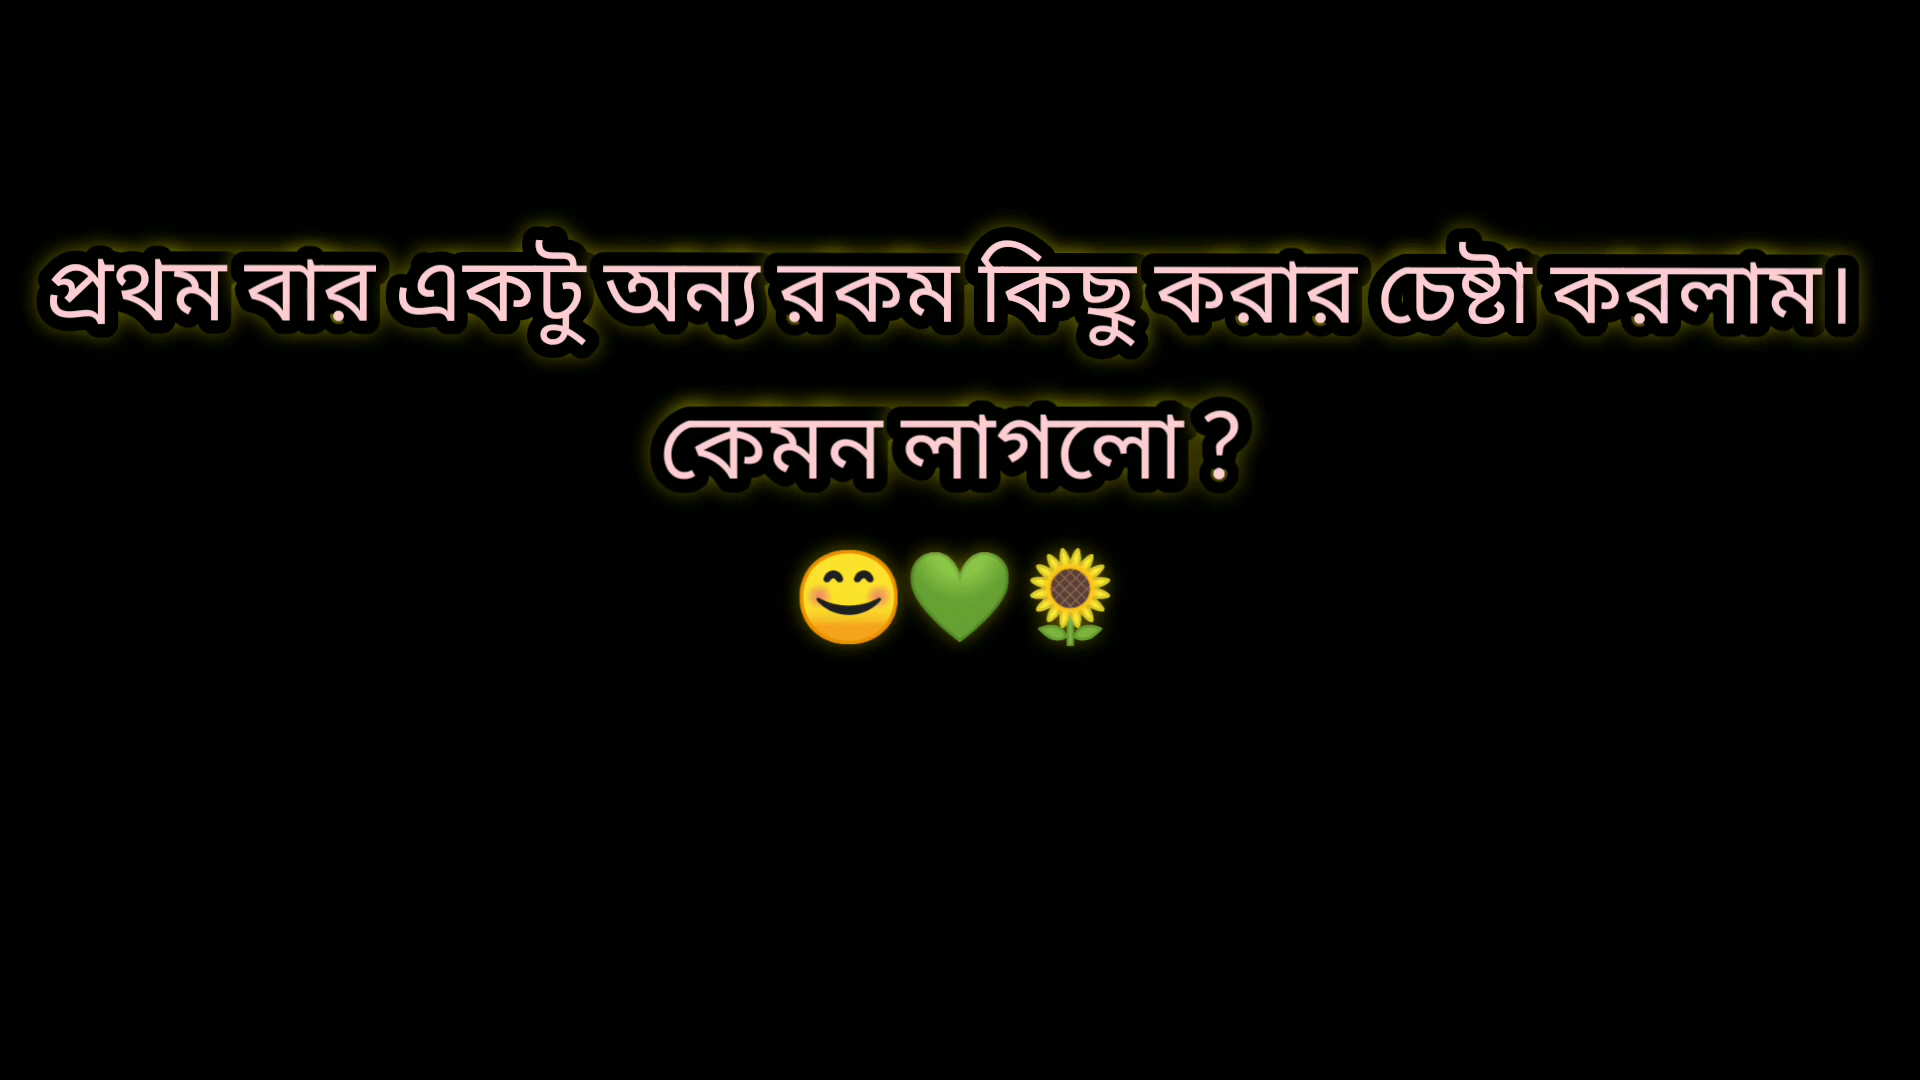 প্রথম বার একটু অন্য রকম কিছু করার চেষ্টা করলাম।
কেমন লাগলো ?
😊💚🌻